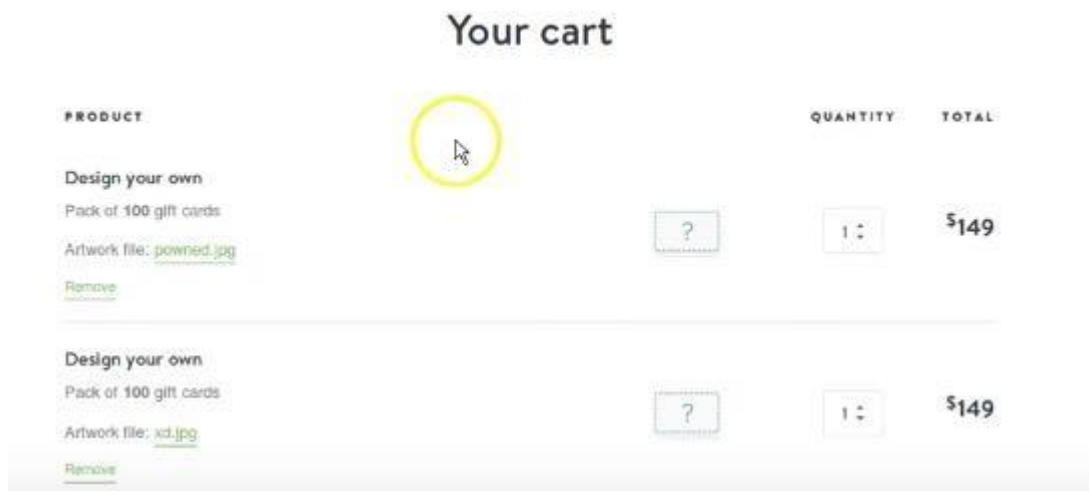 Your cart
PRODUCT QUANTITY TOTAL
Design your own
Pack of 100 gift cards
Artwork file: powned.jpg
Remove
? 1 $149
Design your own
Pack of 100 gift cards
Artwork file: xd.jpg
Remove
? 1 $149